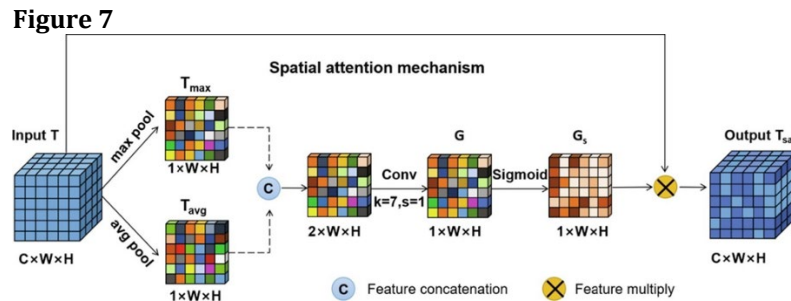 Figure 7
Spatial attention mechanism
Input T
C×W×H
max pool
avg pool
Tmax
1×W×H
Tavg
1×W×H
C
2×W×H
Conv
k=7,s=1
G
1×W×H
Sigmoid
Gs
1×W×H
Output Tsa
C×W×H
C Feature concatenation
Feature multiply